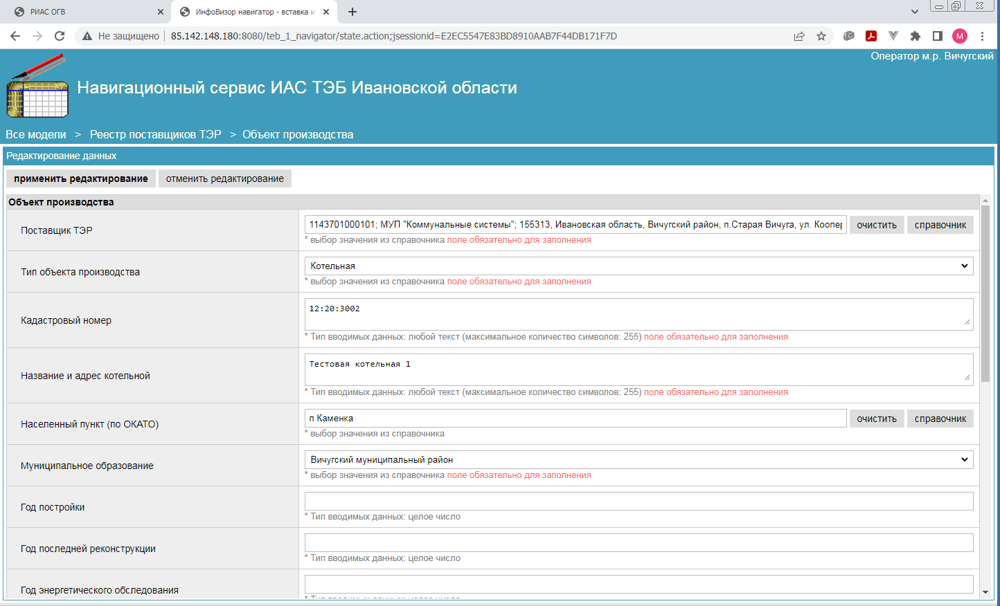 РИАС ОГВ
ИнфоВизор навигатор - вставка и
Не защищено
85.142.148.180:8080/teb_1_navigator/state.action;jsessionid=E2EC5547E83BD8910AAB7F44DB171F7D
M
Оператор м.р. Вичугский
Навигационный сервис ИАС ТЭБ Ивановской области
Все модели > Реестр поставщиков ТЭР > Объект производства
Редактирование данных
применить редактирование отменить редактирование
Объект производства
Поставщик ТЭР
1143701000101; МУП "Коммунальные системы"; 155313, Ивановская область, Вичугский район, п.Старая Вичуга, ул. Коопер очистить справочник
* выбор значения из справочника поле обязательно для заполнения
Тип объекта производства
Котельная
* выбор значения из справочника поле обязательно для заполнения
Кадастровый номер
12:20:3002
* Тип вводимых данных: любой текст (максимальное количество символов: 255) поле обязательно для заполнения
Название и адрес котельной
Тестовая котельная 1
* Тип вводимых данных: любой текст (максимальное количество символов: 255) поле обязательно для заполнения
Населенный пункт (по ОКАТО)
п Каменка очистить справочник
* выбор значения из справочника
Муниципальное образование
Вичугский муниципальный район
* выбор значения из справочника поле обязательно для заполнения
Год постройки
* Тип вводимых данных: целое число
Год последней реконструкции
* Тип вводимых данных: целое число
Год энергетического обследования